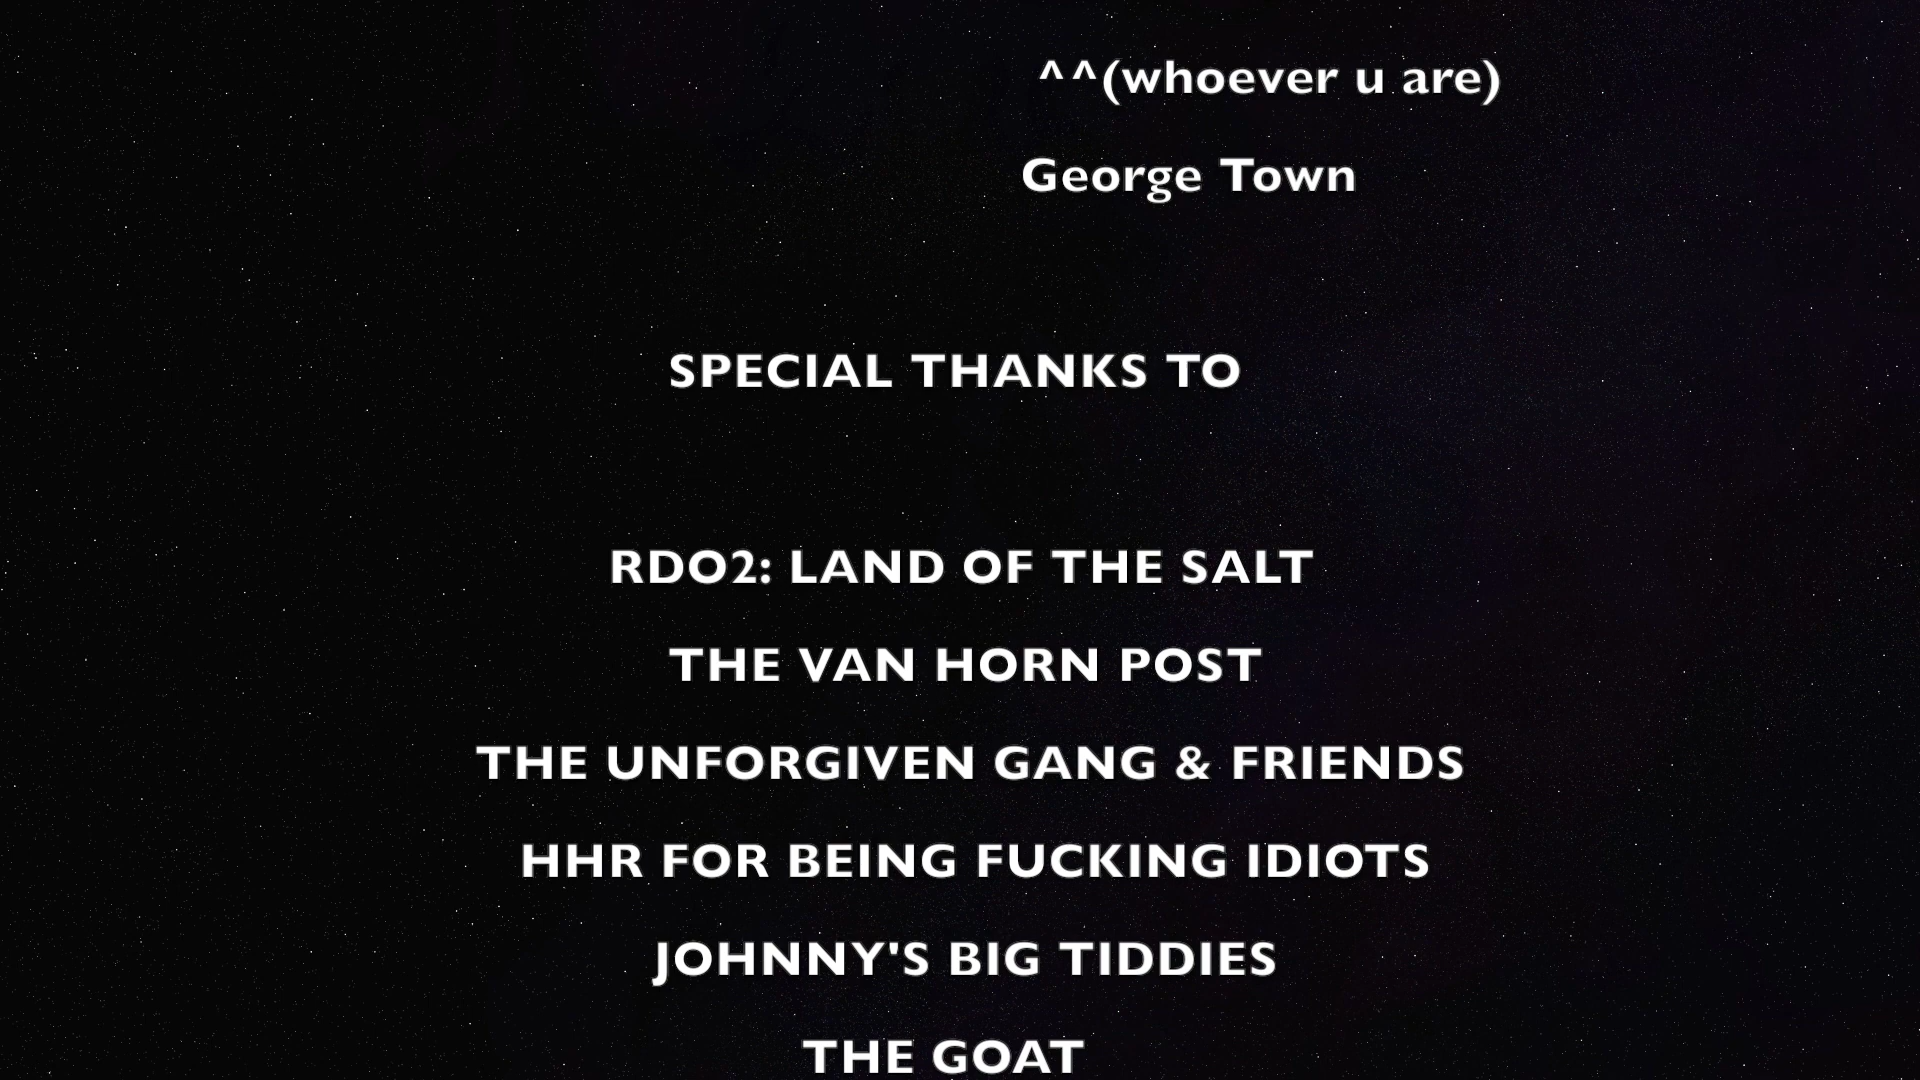 ^^(whoever u are)
George Town
SPECIAL THANKS TO
RDO2: LAND OF THE SALT
THE VAN HORN POST
THE UNFORGIVEN GANG & FRIENDS
HHR FOR BEING FUCKING IDIOTS
JOHNNY'S BIG TIDDIES
THE GOAT